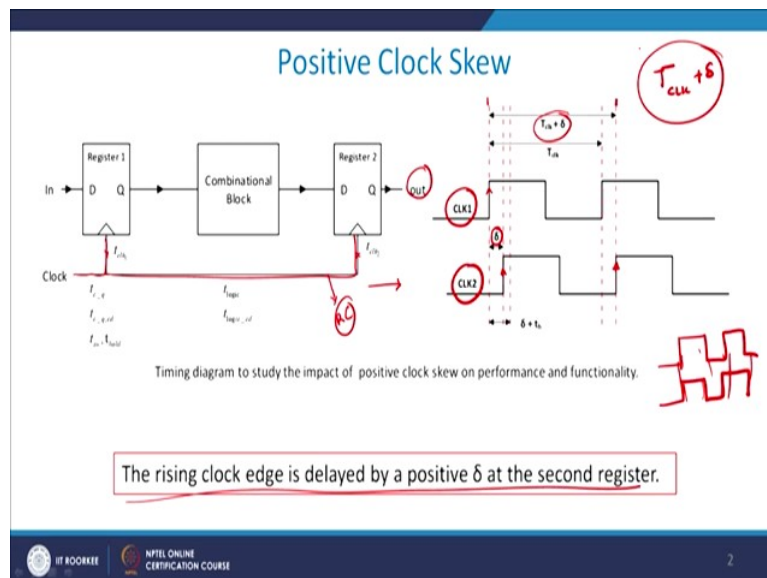 Positive Clock Skew
T CLK + δ
Register 1
D Q
In
Combinational
Block
Register 2
D Q
out
Clock
t_c_q
t_c_q,cd
t_su, t_hold
t_logic
t_logic_cd
t_clk1
t_clk2
RC
T_clk + δ
T_clk
CLK1
δ
CLK2
δ + t_h
Timing diagram to study the impact of positive clock skew on performance and functionality.
The rising clock edge is delayed by a positive δ at the second register.
IIT ROORKEE
NPTEL ONLINE
CERTIFICATION COURSE
2